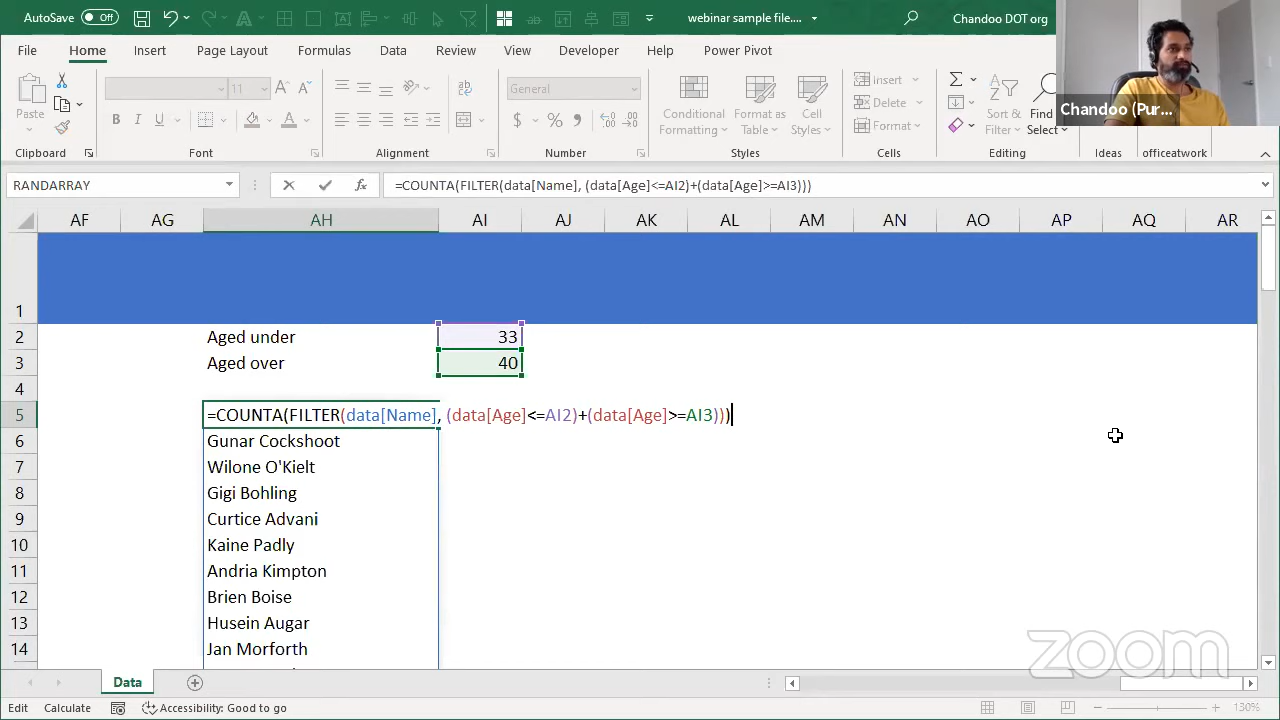 AutoSave Off webinar sample file.... Chandoo DOT org
File Home Insert Page Layout Formulas Data Review View Developer Help Power Pivot
Chandoo (Pur...
Paste
11
General
Conditional Formatting
Format as Table
Cell Styles
Insert
Delete
Format
Sort & Filter
Find Select
Clipboard Font Alignment Number Styles Cells Editing Ideas officeatwork
RANDARRAY =COUNTA(FILTER(data[Name], (data[Age]<=AI2)+(data[Age]>=AI3)))
AF AG AH AI AJ AK AL AM AN AO AP AQ AR
1
2 Aged under 33
3 Aged over 40
4
5 =COUNTA(FILTER(data[Name], (data[Age]<=AI2)+(data[Age]>=AI3)))
6 Gunar Cockshoot
7 Wilone O'Kielt
8 Gigi Bohling
9 Curtice Advani
10 Kaine Padly
11 Andria Kimpton
12 Brien Boise
13 Husein Augar
14 Jan Morforth
zoom
Data
Edit Calculate Accessibility: Good to go 130%